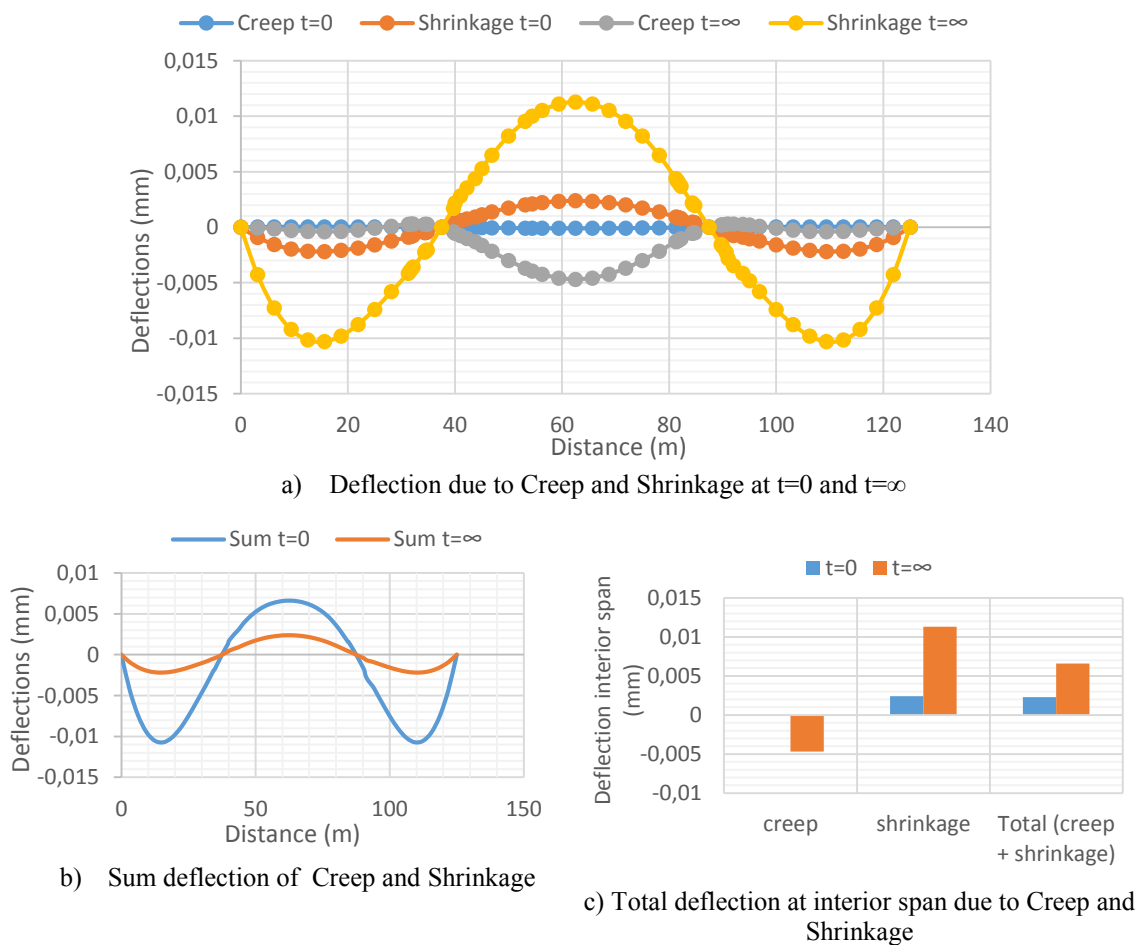 Creep t=0 Shrinkage t=0 Creep t=∞ Shrinkage t=∞
0,015
0,01
0,005
0
-0,005
-0,01
-0,015
Deflections (mm)
0 20 40 60 80 100 120 140
Distance (m)
a) Deflection due to Creep and Shrinkage at t=0 and t=∞
Sum t=0 Sum t=∞
0,01
0,005
0
-0,005
-0,01
-0,015
Deflections (mm)
0 50 100 150
Distance (m)
b) Sum deflection of Creep and Shrinkage
t=0 t=∞
0,015
0,01
0,005
0
-0,005
-0,01
Deflection interior span
(mm)
creep shrinkage Total (creep
+ shrinkage)
c) Total deflection at interior span due to Creep and
Shrinkage